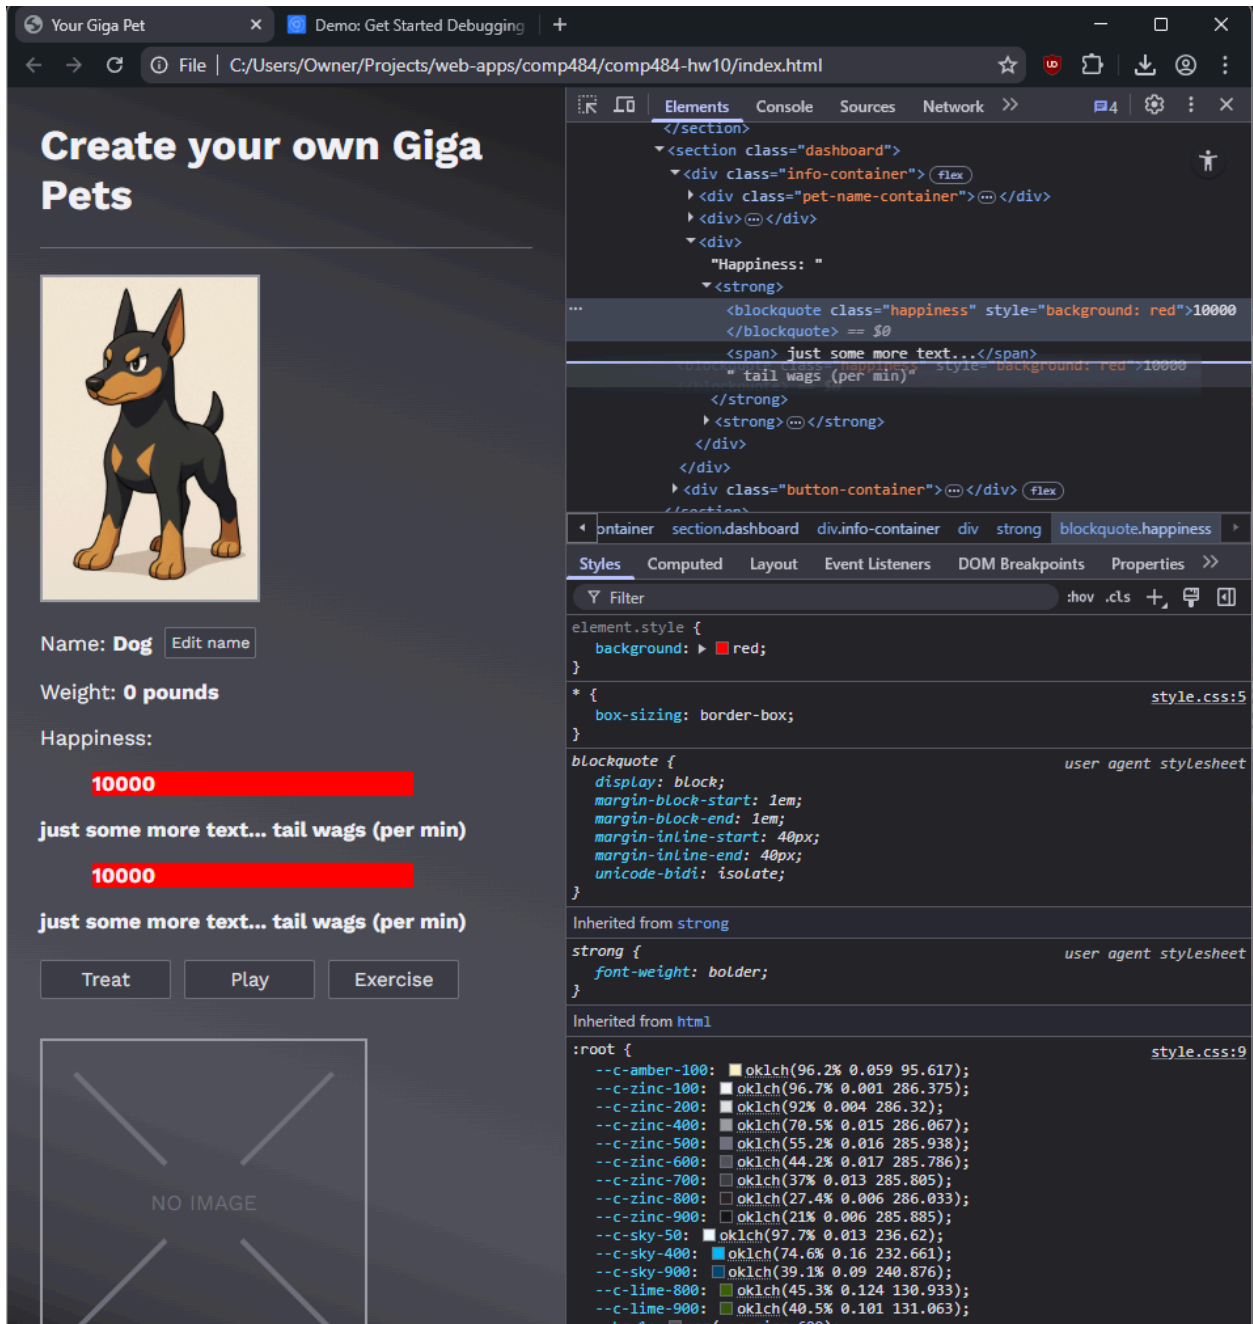 Your Giga Pet
Demo: Get Started Debugging
File
C:/Users/Owner/Projects/web-apps/comp484/comp484-hw10/index.html
Create your own Giga
Pets
Name: Dog Edit name
Weight: 0 pounds
Happiness:
10000
just some more text... tail wags (per min)
10000
just some more text... tail wags (per min)
Treat Play Exercise
NO IMAGE
Elements Console Sources Network 4
</section>
<section class="dashboard">
<div class="info-container"> flex
<div class="pet-name-container">…</div>
<div>…</div>
<div>
"Happiness: "
<strong>
<blockquote class="happiness" style="background: red">10000
</blockquote> == $0
<span> just some more text...</span>
<blockquote class="happiness" style="background: red">10000
" tail wags (per min)"
</strong>
<strong>…</strong>
</div>
</div>
<div class="button-container">…</div> flex
</section>
ontainer section.dashboard div.info-container div strong blockquote.happiness
Styles Computed Layout Event Listeners DOM Breakpoints Properties
Filter :hov .cls
element.style {
background: red;
}
* { style.css:5
box-sizing: border-box;
}
blockquote { user agent stylesheet
display: block;
margin-block-start: 1em;
margin-block-end: 1em;
margin-inline-start: 40px;
margin-inline-end: 40px;
unicode-bidi: isolate;
}
Inherited from strong
strong { user agent stylesheet
font-weight: bolder;
}
Inherited from html
:root { style.css:9
--c-amber-100: oklch(96.2% 0.059 95.617);
--c-zinc-100: oklch(96.7% 0.001 286.375);
--c-zinc-200: oklch(92% 0.004 286.32);
--c-zinc-400: oklch(70.5% 0.015 286.067);
--c-zinc-500: oklch(55.2% 0.016 285.938);
--c-zinc-600: oklch(44.2% 0.017 285.786);
--c-zinc-700: oklch(37% 0.013 285.805);
--c-zinc-800: oklch(27.4% 0.006 286.033);
--c-zinc-900: oklch(21% 0.006 285.885);
--c-sky-50: oklch(97.7% 0.013 236.62);
--c-sky-400: oklch(74.6% 0.16 232.661);
--c-sky-900: oklch(39.1% 0.09 240.876);
--c-lime-800: oklch(45.3% 0.124 130.933);
--c-lime-900: oklch(40.5% 0.101 131.063);